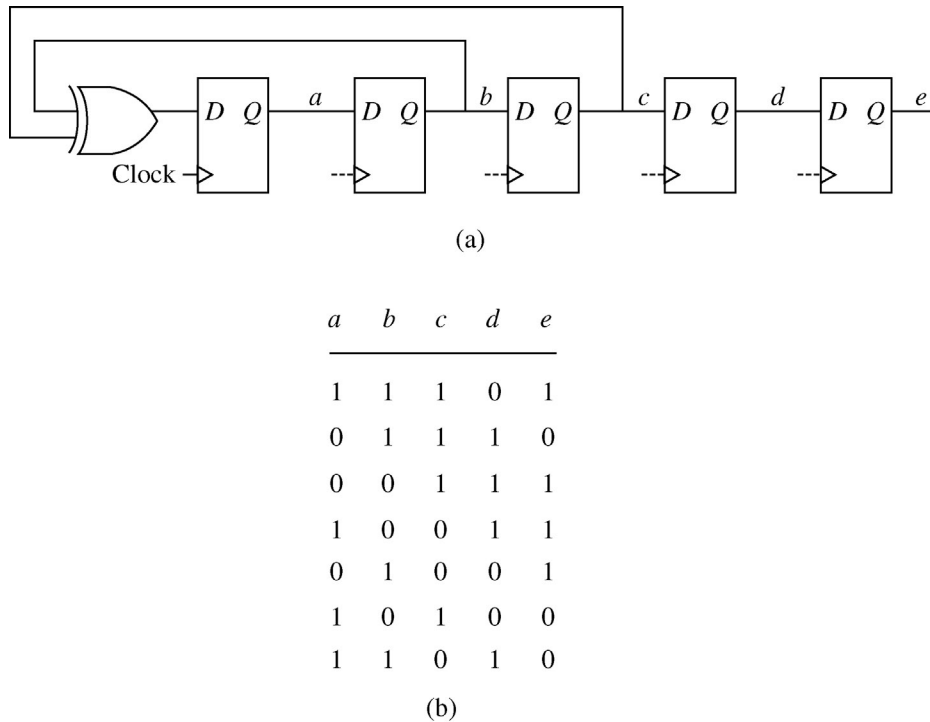 a b c d e
D Q D Q D Q D Q D Q
Clock
(a)
a b c d e
1 1 1 0 1
0 1 1 1 0
0 0 1 1 1
1 0 0 1 1
0 1 0 0 1
1 0 1 0 0
1 1 0 1 0
(b)